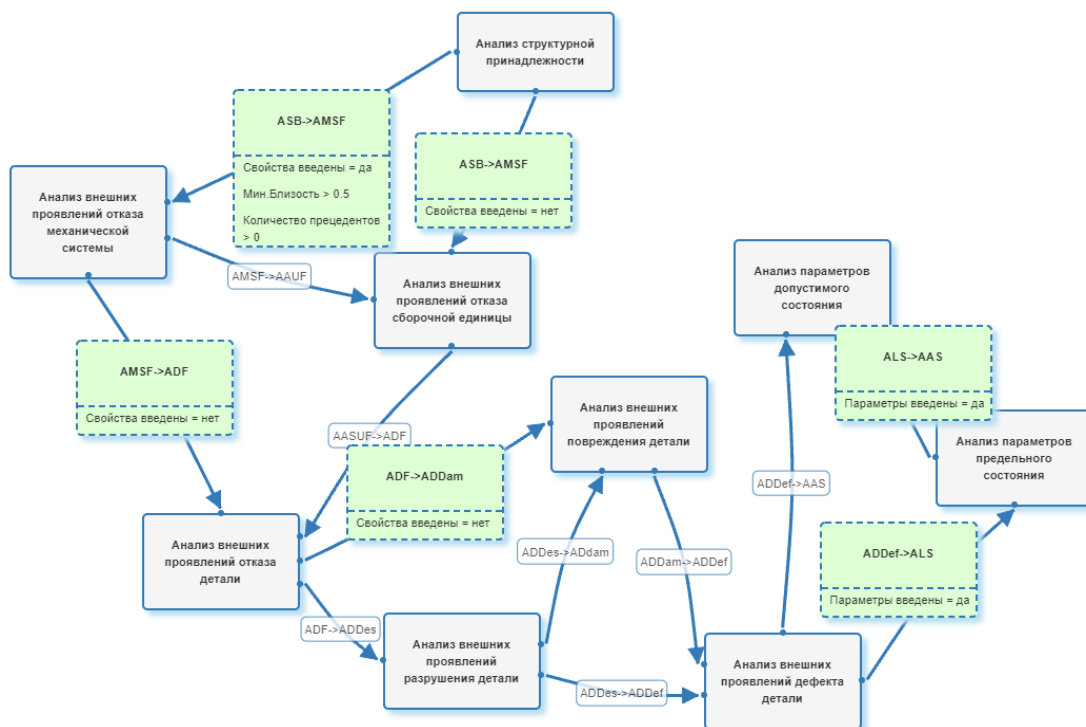 Анализ структурной
принадлежности
ASB->AMSF
Свойства введены = да
Мин.Близость > 0.5
Количество прецедентов
> 0
ASB->AMSF
Свойства введены = нет
Анализ внешних
проявлений отказа
механической
системы
AMSF->AAUF
Анализ внешних
проявлений отказа
сборочной единицы
Анализ параметров
допустимого
состояния
AMSF->ADF
Свойства введены = нет
ALS->AAS
Параметры введены = да
Анализ внешних
проявлений
повреждения детали
AASUF->ADF
Анализ параметров
предельного
состояния
ADF->ADDam
Свойства введены = нет
ADDef->AAS
Анализ внешних
проявлений отказа
детали
ADDes->ADdam
ADDam->ADDef
ADDef->ALS
Параметры введены = да
ADF->ADDes
Анализ внешних
проявлений
разрушения детали
ADDes->ADDef
Анализ внешних
проявлений дефекта
детали